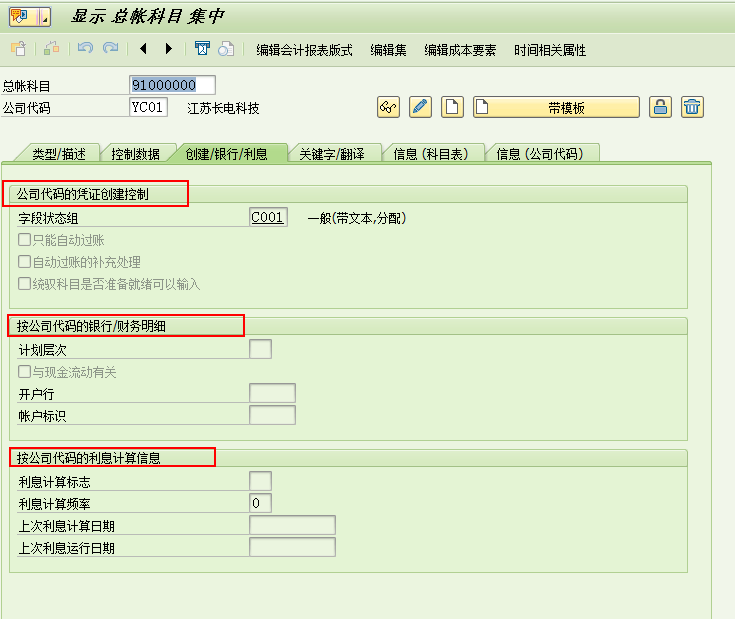 显示 总帐科目 集中
编辑会计报表版式 编辑集 编辑成本要素 时间相关属性
总帐科目 91000000
公司代码 YC01 江苏长电科技 带模板
类型/描述 控制数据 创建/银行/利息 关键字/翻译 信息 (科目表) 信息 (公司代码)
公司代码的凭证创建控制
字段状态组 C001 一般(带文本,分配)
只能自动过账
自动过账的补充处理
统驭科目是否准备就绪可以输入
按公司代码的银行/财务明细
计划层次
与现金流动有关
开户行
帐户标识
按公司代码的利息计算信息
利息计算标志
利息计算频率 0
上次利息计算日期
上次利息运行日期